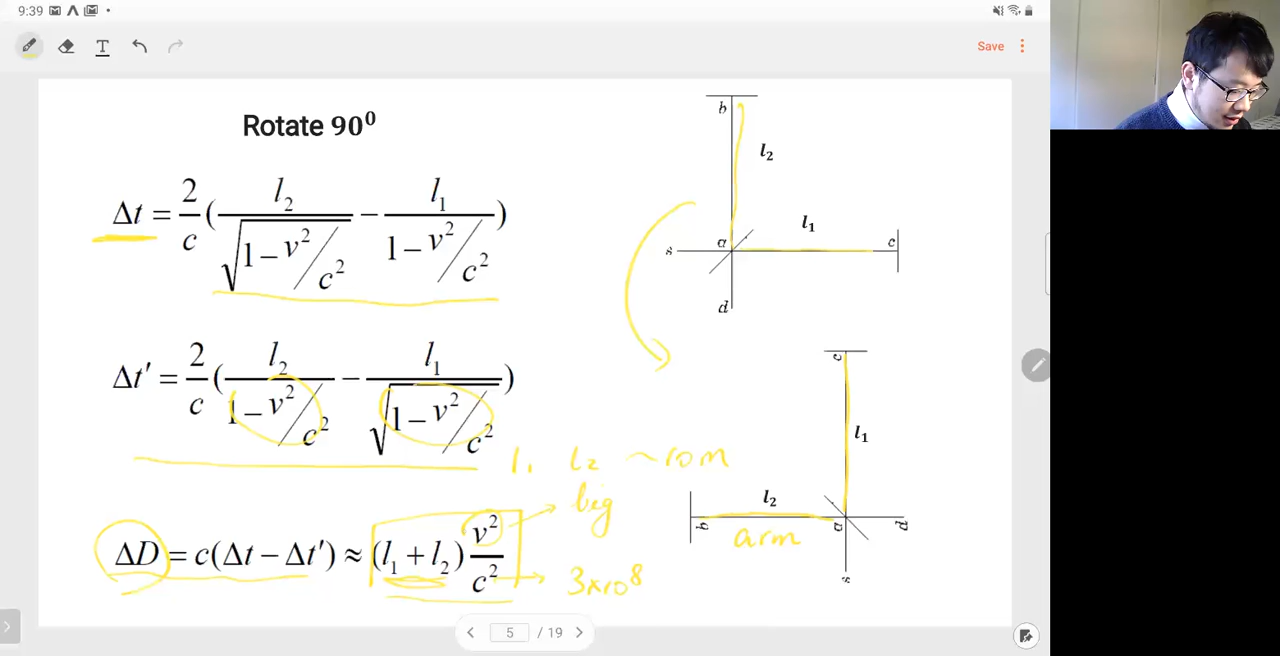 9:39
Save
Rotate 90⁰
Δt = 2/c ( l₂ / √(1 − v²/c²) − l₁ / (1 − v²/c²) )
Δt' = 2/c ( l₂ / (1 − v²/c²) − l₁ / √(1 − v²/c²) )
l₁ l₂ ~10m
big
ΔD = c(Δt − Δt') ≈ (l₁ + l₂) v²/c²
3×10⁸
b
l₂
l₁
s
a
c
d
c
l₁
l₂
b
a
d
s
arm
5 / 19